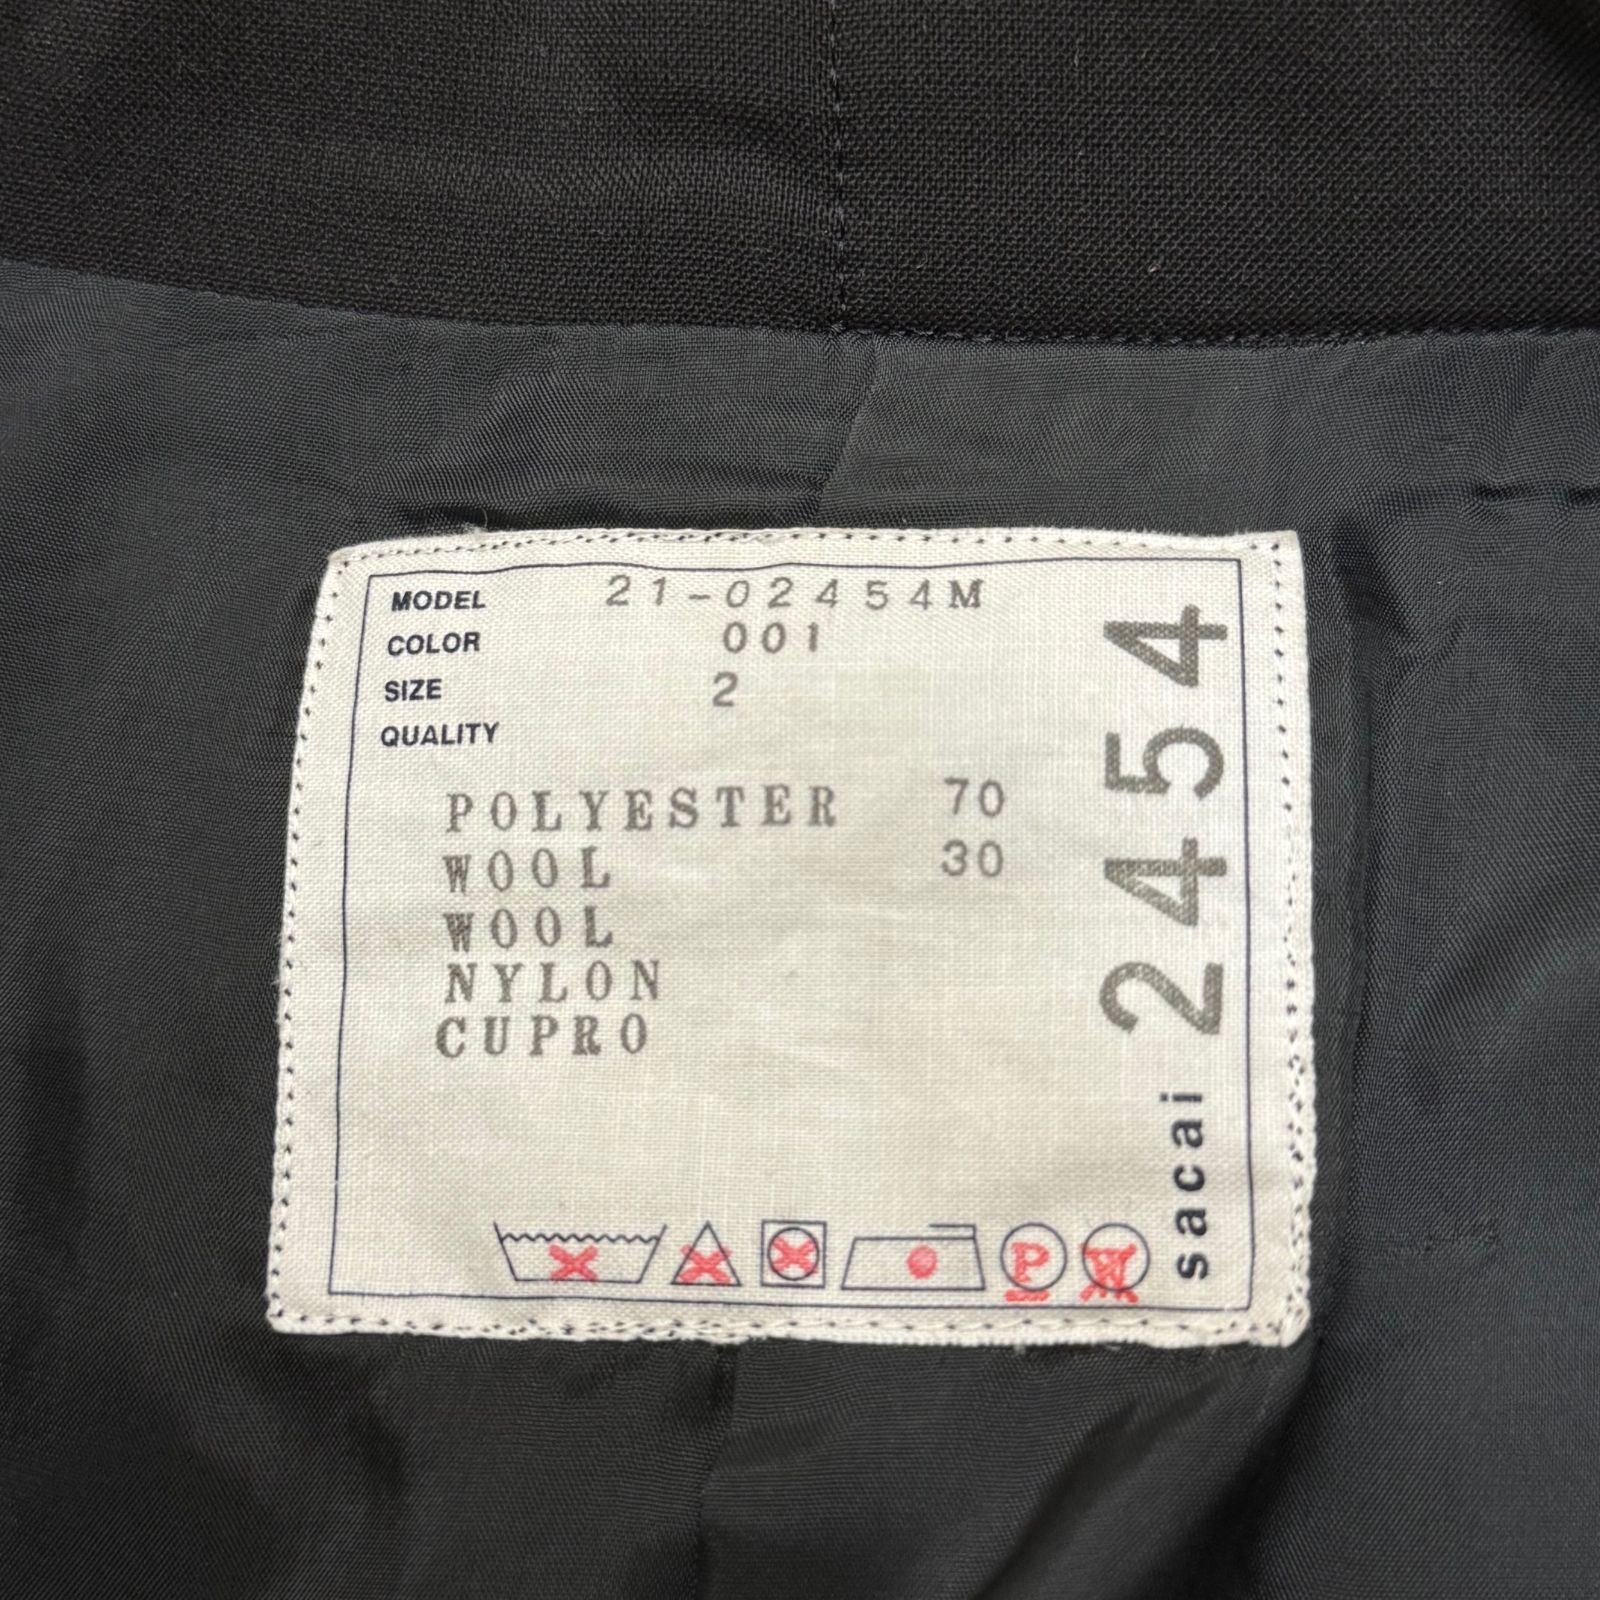 MODEL 21-02454M
COLOR 001
SIZE 2
QUALITY
POLYESTER 70
WOOL 30
WOOL
NYLON
CUPRO
P W
sacai 2454